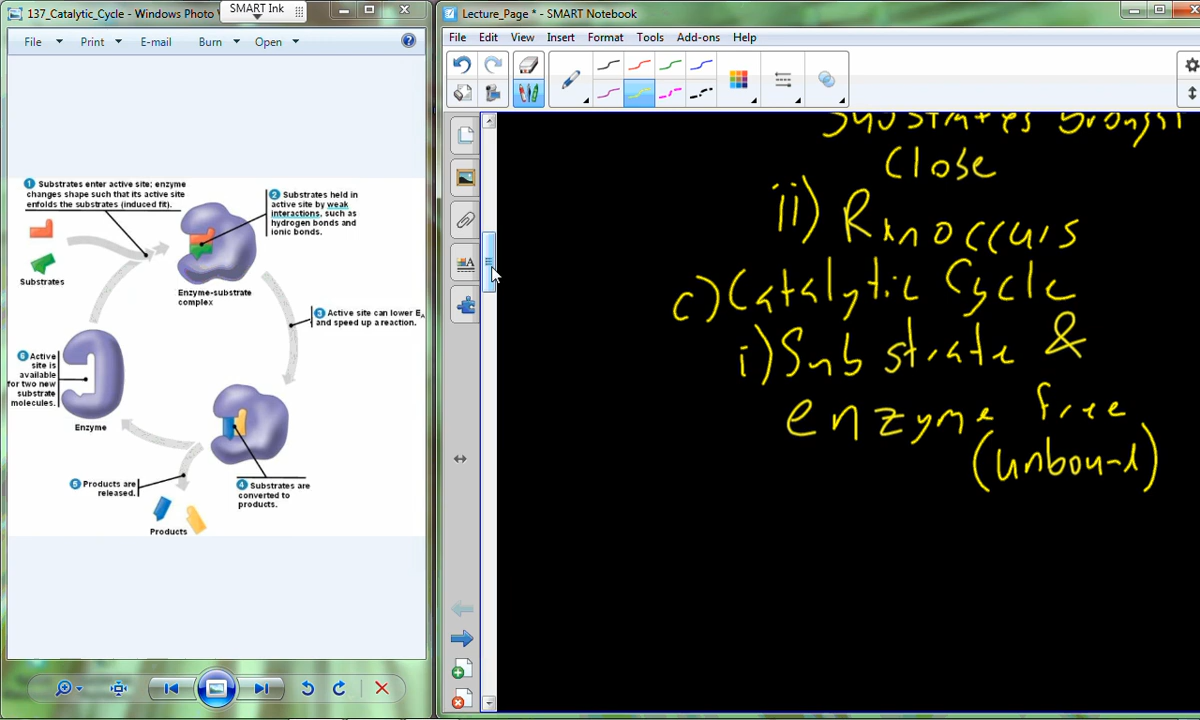 137_Catalytic_Cycle - Windows Photo V
SMART Ink
File Print E-mail Burn Open
1 Substrates enter active site; enzyme
changes shape such that its active site
enfolds the substrates (induced fit).
Substrates
2 Substrates held in
active site by weak
interactions, such as
hydrogen bonds and
ionic bonds.
Enzyme-substrate
complex
3 Active site can lower EA
and speed up a reaction.
6 Active
site is
available
for two new
substrate
molecules.
Enzyme
5 Products are
released.
4 Substrates are
converted to
products.
Products
Lecture_Page * - SMART Notebook
File Edit View Insert Format Tools Add-ons Help
Substrates brought
Close
ii) Rxn occurs
c) Catalytic Cycle
i) Substrate &
enzyme free
(unbound)